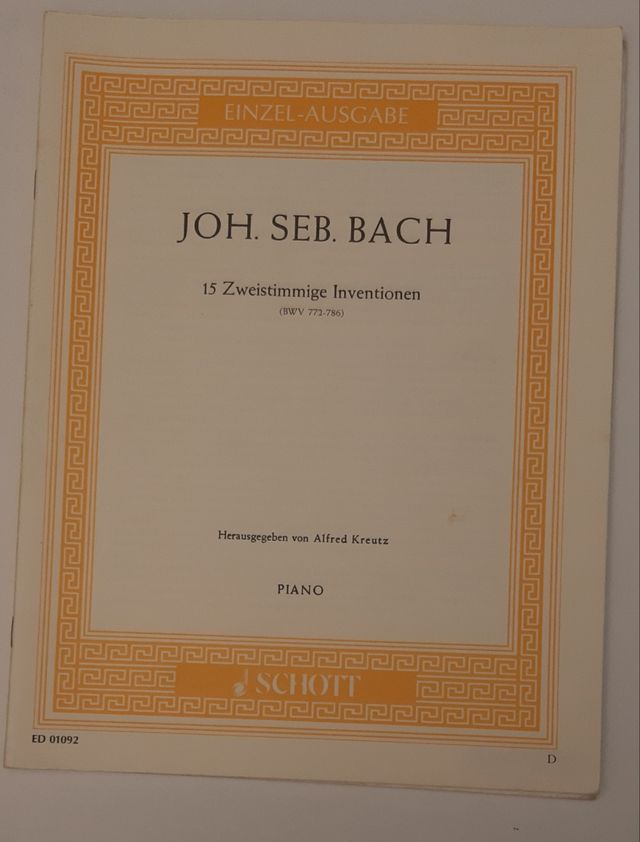 EINZEL-AUSGABE
JOH. SEB. BACH
15 Zweistimmige Inventionen
(BWV 772-786)
Herausgegeben von Alfred Kreutz
PIANO
SCHOTT
ED 01092
D